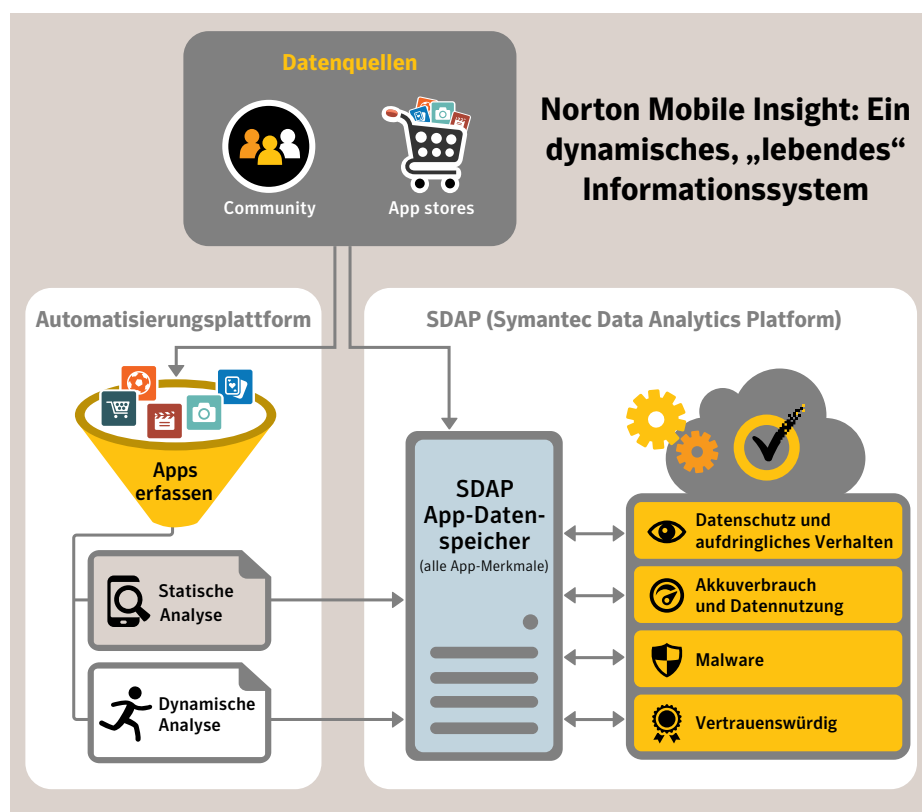 Datenquellen
Community
App stores
Norton Mobile Insight: Ein
dynamisches, „lebendes“
Informationssystem
Automatisierungsplattform
Apps
erfassen
Statische
Analyse
Dynamische
Analyse
SDAP (Symantec Data Analytics Platform)
SDAP
App-Daten-
speicher
(alle App-Merkmale)
Datenschutz und
aufdringliches Verhalten
Akkuverbrauch
und Datennutzung
Malware
Vertrauenswürdig